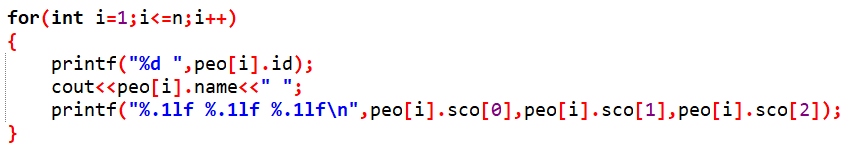 for(int i=1;i<=n;i++)
{
    printf("%d ",peo[i].id);
    cout<<peo[i].name<<" ";
    printf("%.1lf %.1lf %.1lf\n",peo[i].sco[0],peo[i].sco[1],peo[i].sco[2]);
}